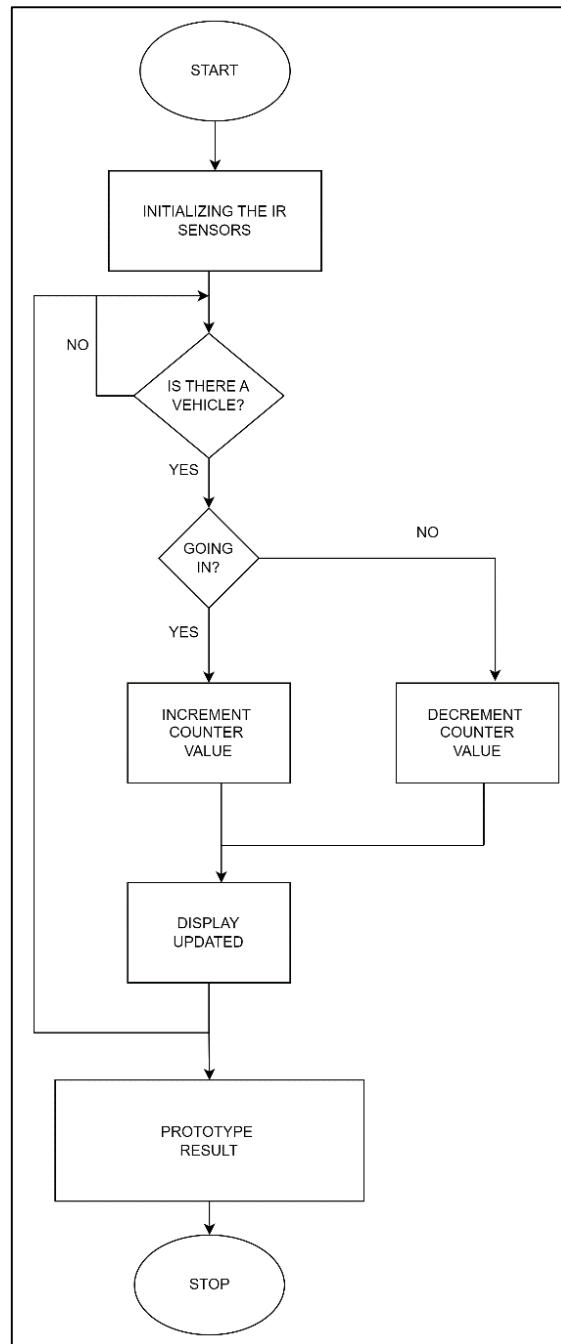 START
INITIALIZING THE IR
SENSORS
NO
IS THERE A
VEHICLE?
YES
GOING
IN?
NO
YES
INCREMENT
COUNTER
VALUE
DECREMENT
COUNTER
VALUE
DISPLAY
UPDATED
PROTOTYPE
RESULT
STOP